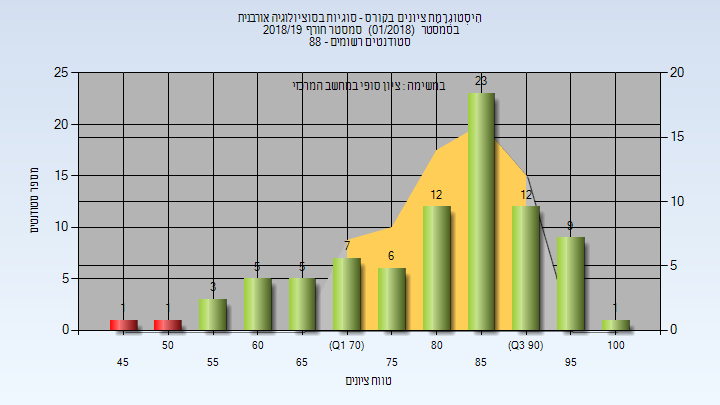 היסטוגרמת ציונים בקורס - סוגיות בסוציולוגיה אורבנית
בסמסטר (01/2018) סמסטר חורף 2018/19
סטודנטים רשומים - 88
במשימה : ציון סופי במחשב המרכזי
מספר סטודנטים
25 20 15 10 5 0
20 15 10 5 0
1 1 3 5 5 7 6 12 23 12 9 1
45 50 55 60 65 (Q1 70) 75 80 85 (Q3 90) 95 100
טווח ציונים